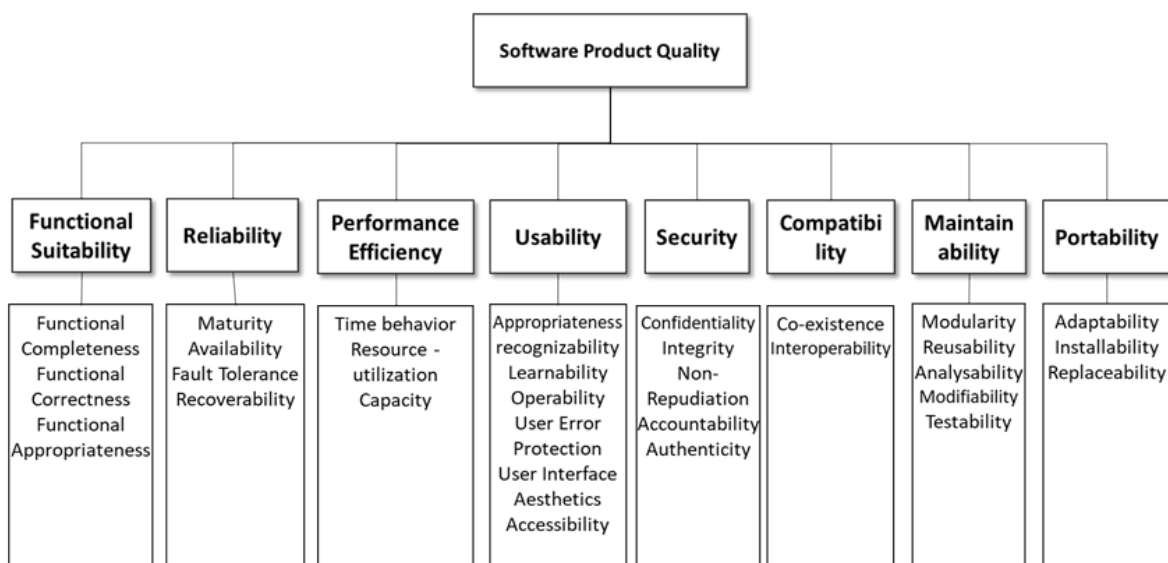 Software Product Quality
Functional
Suitability
Reliability
Performance
Efficiency
Usability
Security
Compatibi
lity
Maintain
ability
Portability
Functional
Completeness
Functional
Correctness
Functional
Appropriateness
Maturity
Availability
Fault Tolerance
Recoverability
Time behavior
Resource -
utilization
Capacity
Appropriateness
recognizability
Learnability
Operability
User Error
Protection
User Interface
Aesthetics
Accessibility
Confidentiality
Integrity
Non-
Repudiation
Accountability
Authenticity
Co-existence
Interoperability
Modularity
Reusability
Analysability
Modifiability
Testability
Adaptability
Installability
Replaceability